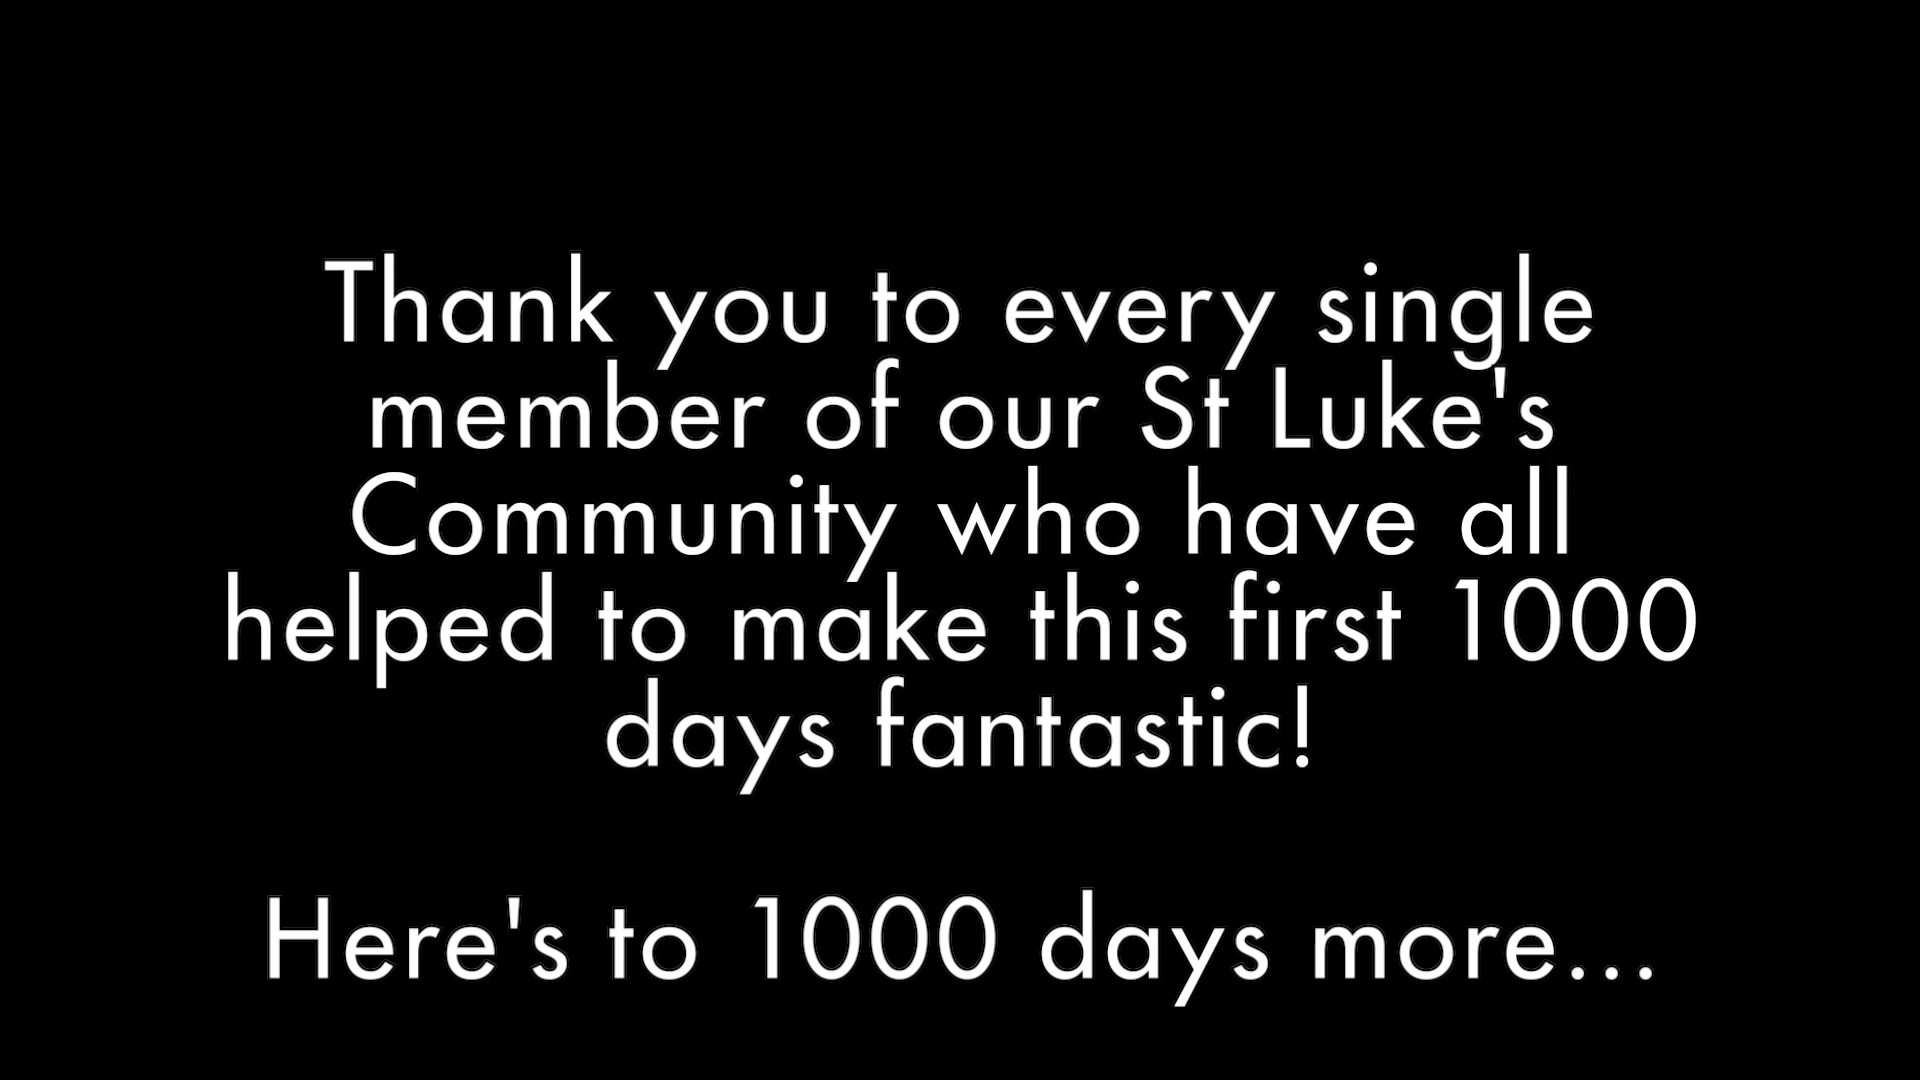 Thank you to every single
member of our St Luke's
Community who have all
helped to make this first 1000
days fantastic!
Here's to 1000 days more...